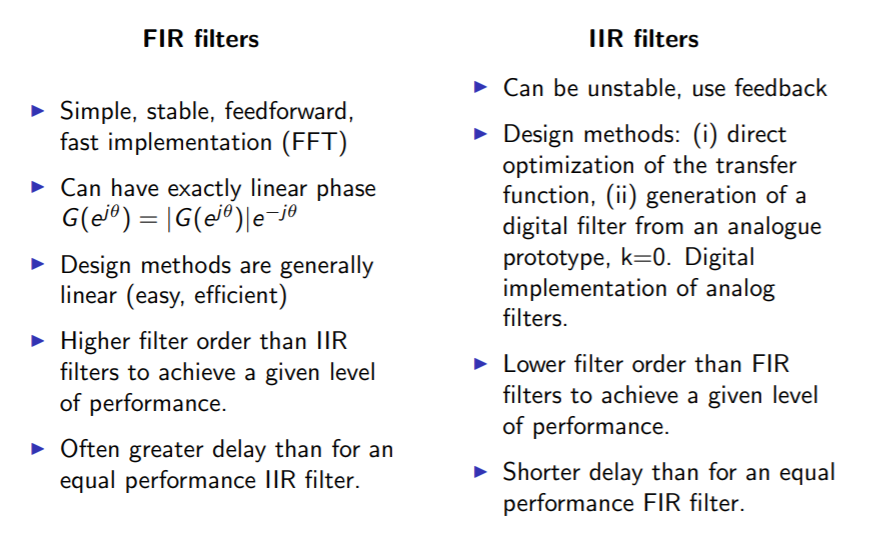 FIR filters
▶ Simple, stable, feedforward,
fast implementation (FFT)
▶ Can have exactly linear phase
G(e^{jθ}) = |G(e^{jθ})|e^{−jθ}
▶ Design methods are generally
linear (easy, efficient)
▶ Higher filter order than IIR
filters to achieve a given level
of performance.
▶ Often greater delay than for an
equal performance IIR filter.
IIR filters
▶ Can be unstable, use feedback
▶ Design methods: (i) direct
optimization of the transfer
function, (ii) generation of a
digital filter from an analogue
prototype, k=0. Digital
implementation of analog
filters.
▶ Lower filter order than FIR
filters to achieve a given level
of performance.
▶ Shorter delay than for an equal
performance FIR filter.